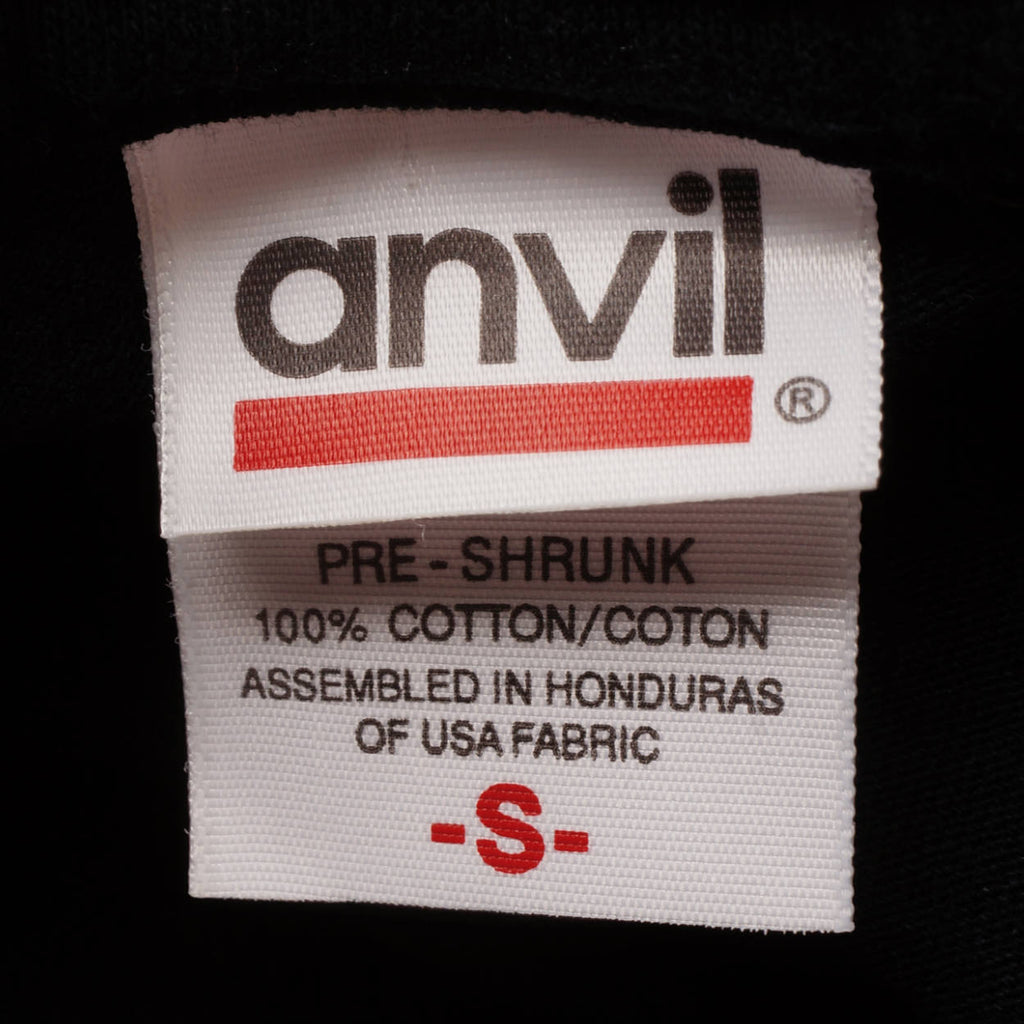 anvil
®
PRE-SHRUNK
100% COTTON/COTON
ASSEMBLED IN HONDURAS
OF USA FABRIC
-S-